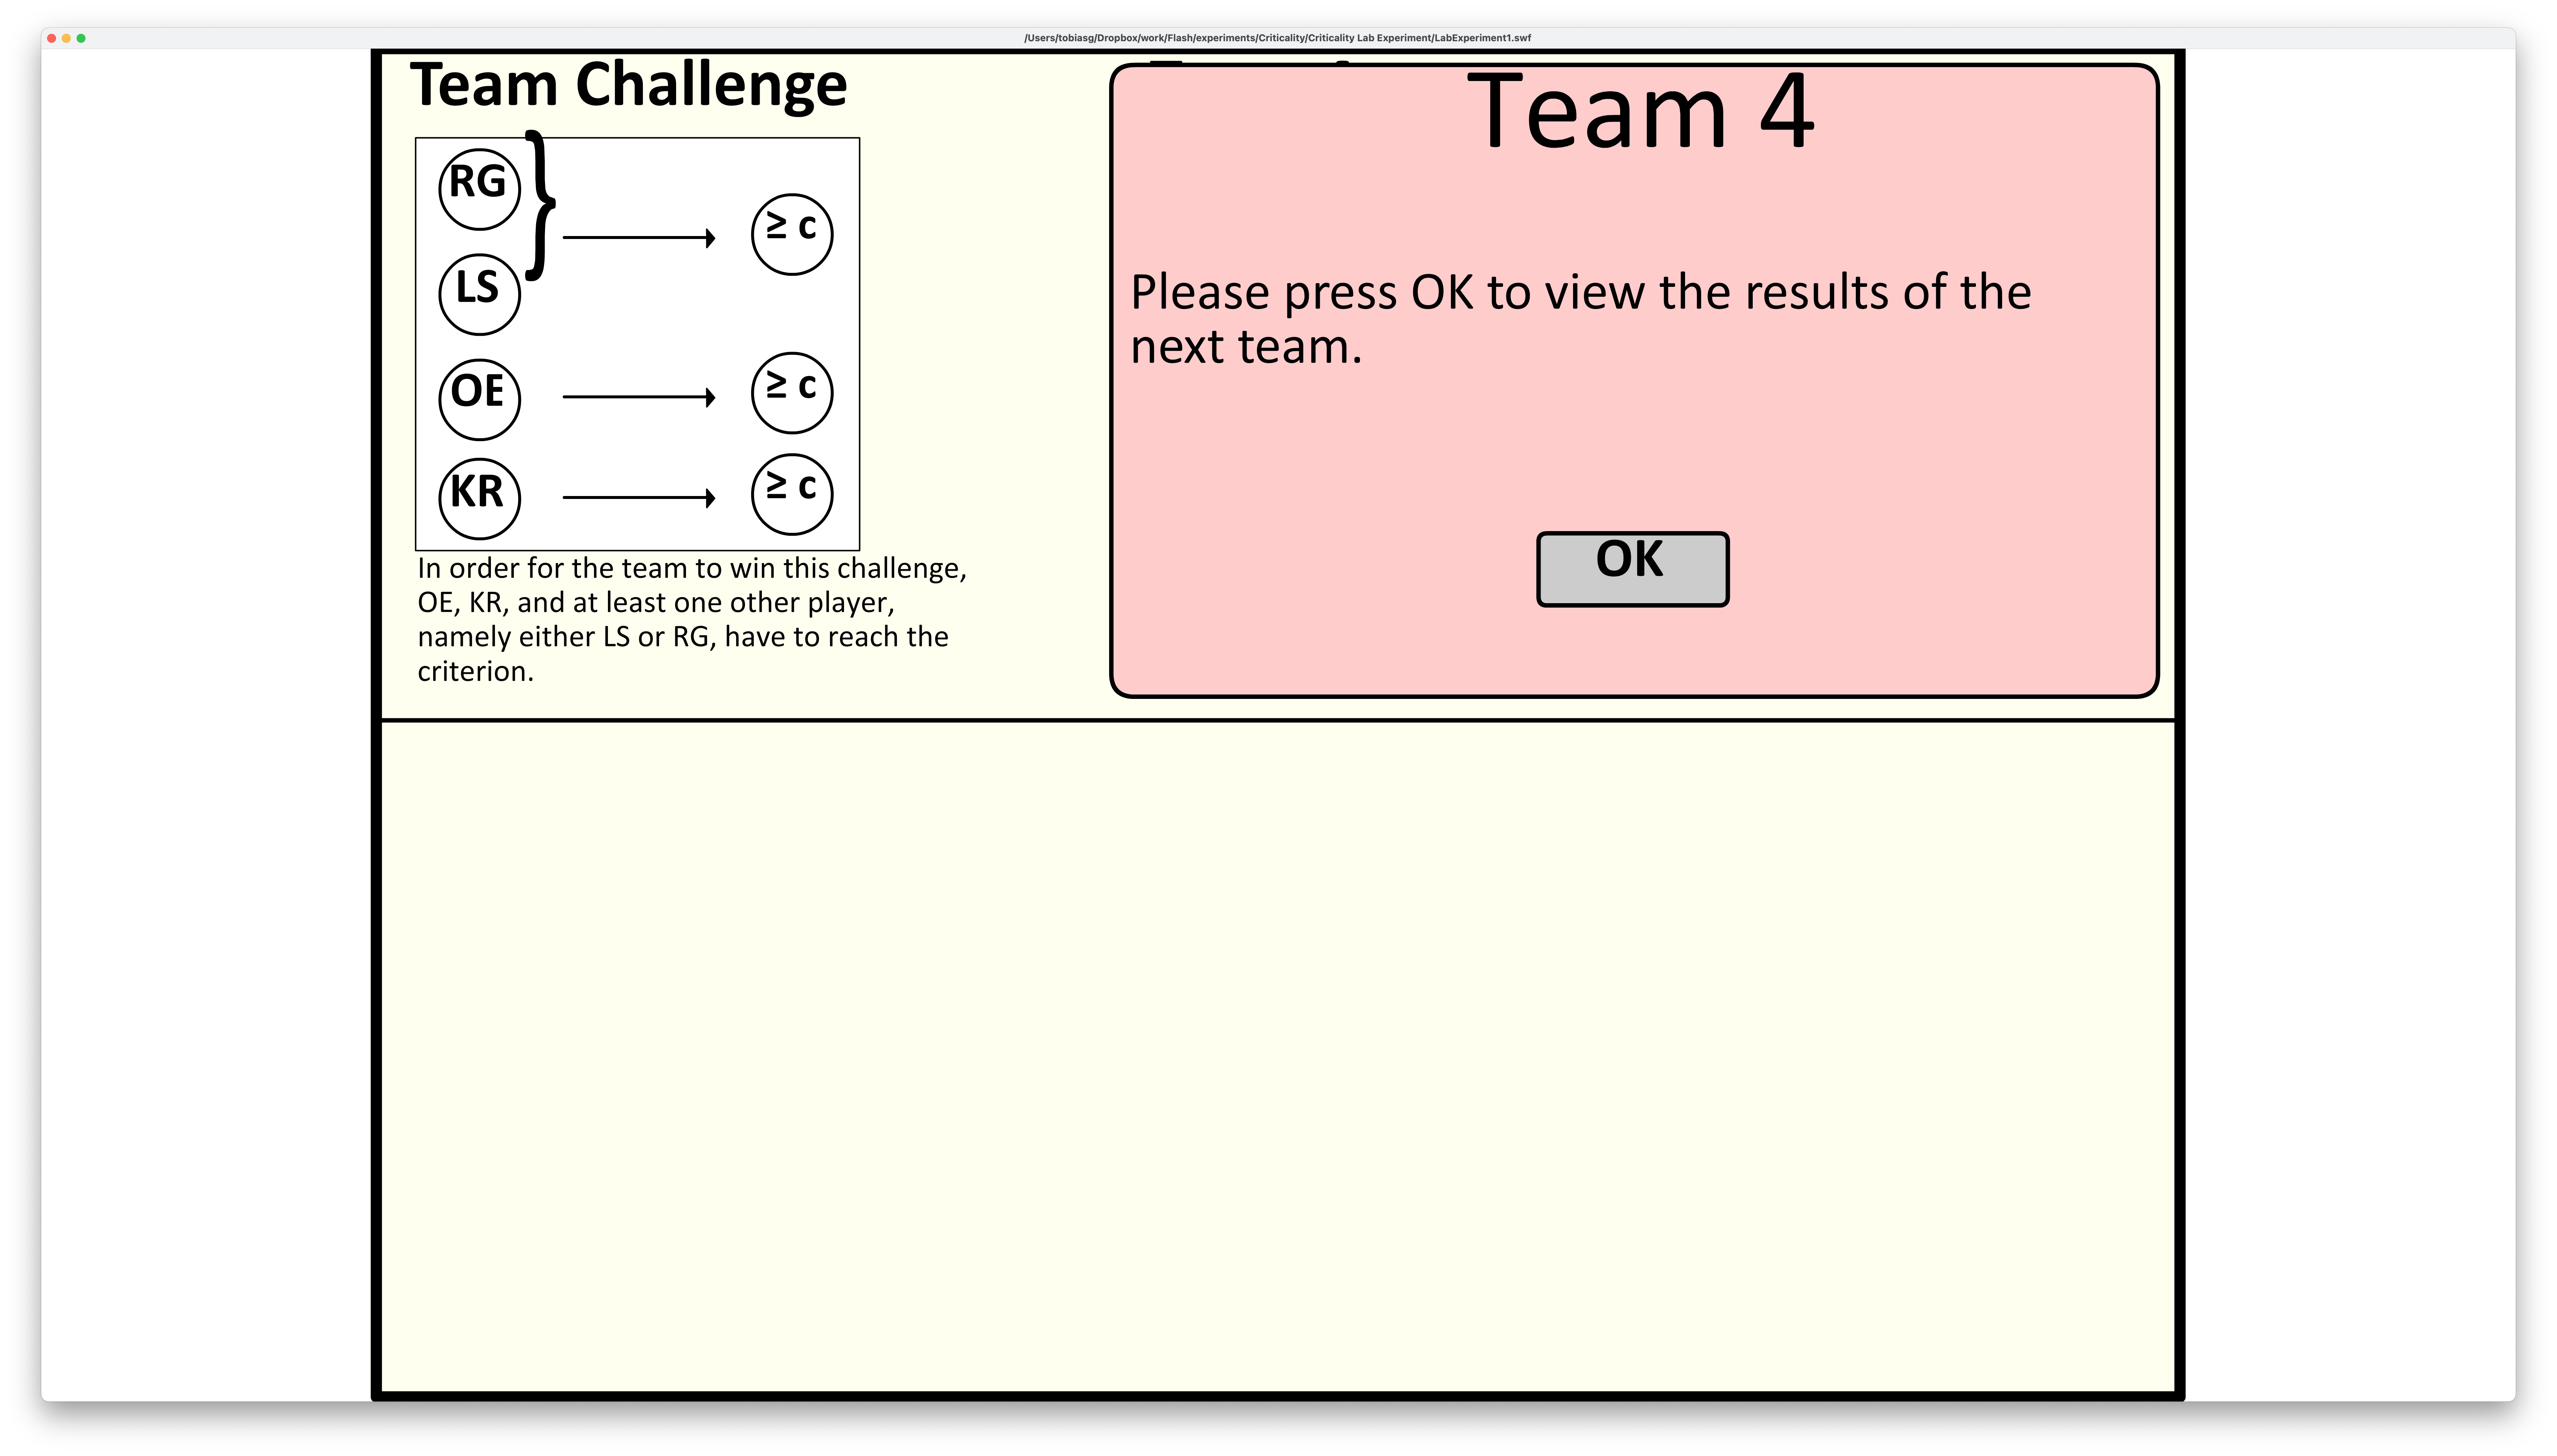 /Users/tobiasg/Dropbox/work/Flash/experiments/Criticality/Criticality Lab Experiment/LabExperiment1.swf
Team Challenge
RG
LS
OE
KR
}
≥ c
≥ c
≥ c
In order for the team to win this challenge,
OE, KR, and at least one other player,
namely either LS or RG, have to reach the
criterion.
Team 4
Please press OK to view the results of the
next team.
OK